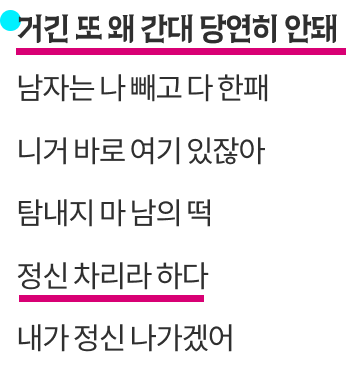 거긴 또 왜 간대 당연히 안돼
남자는 나 빼고 다 한패
니거 바로 여기 있잖아
탐내지 마 남의 떡
정신 차리라 하다
내가 정신 나가겠어